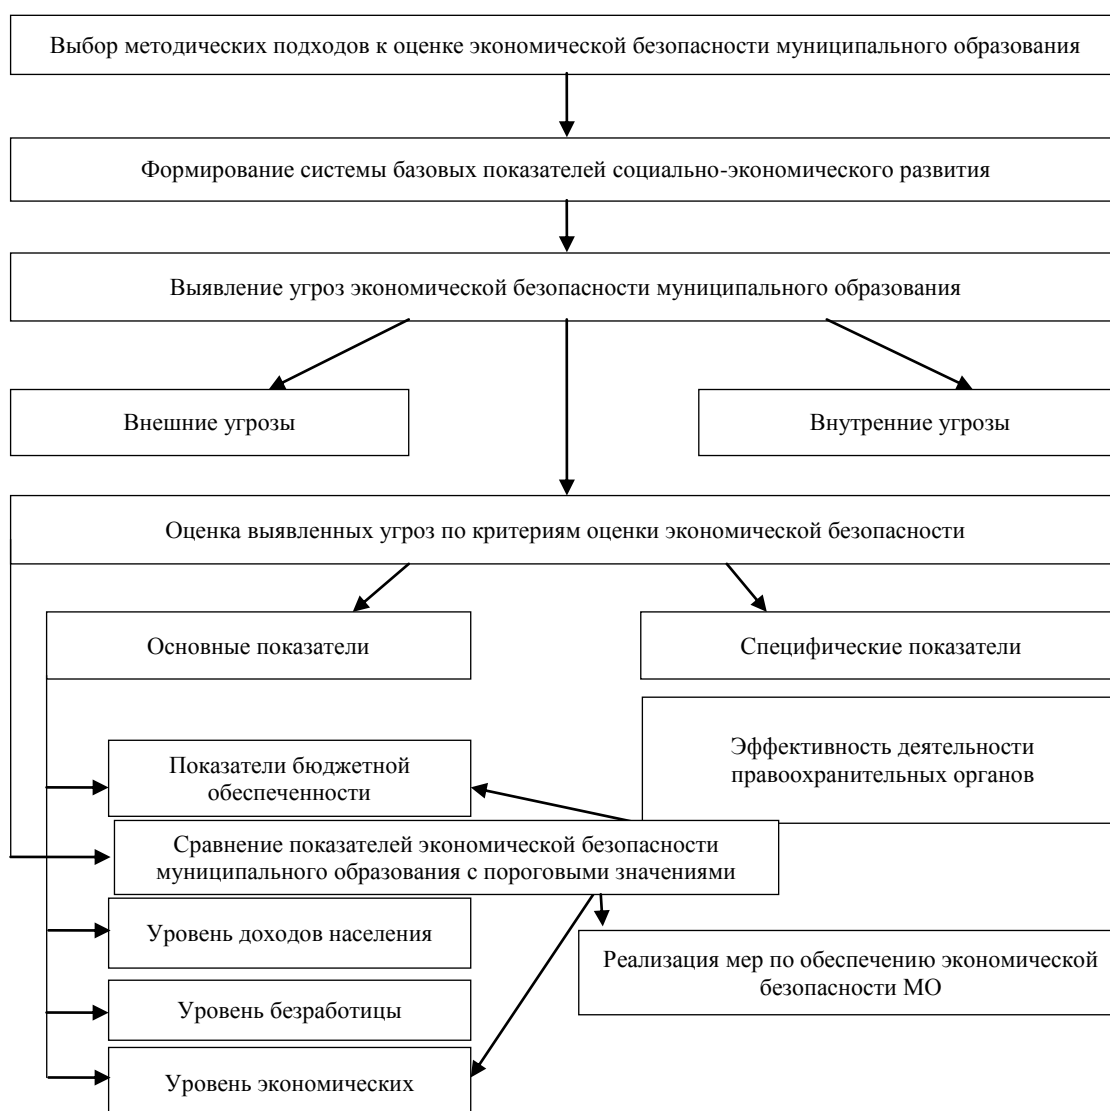 Выбор методических подходов к оценке экономической безопасности муниципального образования
Формирование системы базовых показателей социально-экономического развития
Выявление угроз экономической безопасности муниципального образования
Внешние угрозы
Внутренние угрозы
Оценка выявленных угроз по критериям оценки экономической безопасности
Основные показатели
Специфические показатели
Эффективность деятельности
правоохранительных органов
Показатели бюджетной
обеспеченности
Сравнение показателей экономической безопасности
муниципального образования с пороговыми значениями
Уровень доходов населения
Реализация мер по обеспечению экономической
безопасности МО
Уровень безработицы
Уровень экономических